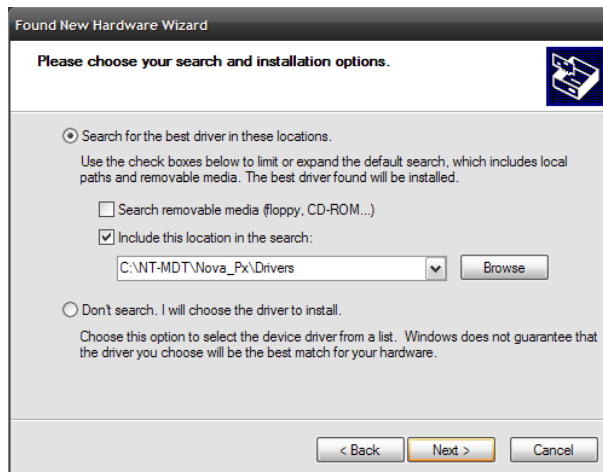 Found New Hardware Wizard
Please choose your search and installation options.
Search for the best driver in these locations.
Use the check boxes below to limit or expand the default search, which includes local
paths and removable media. The best driver found will be installed.
Search removable media (floppy, CD-ROM...)
Include this location in the search:
C:\NT-MDT\Nova_Px\Drivers
Browse
Don't search. I will choose the driver to install.
Choose this option to select the device driver from a list. Windows does not guarantee that
the driver you choose will be the best match for your hardware.
< Back Next > Cancel